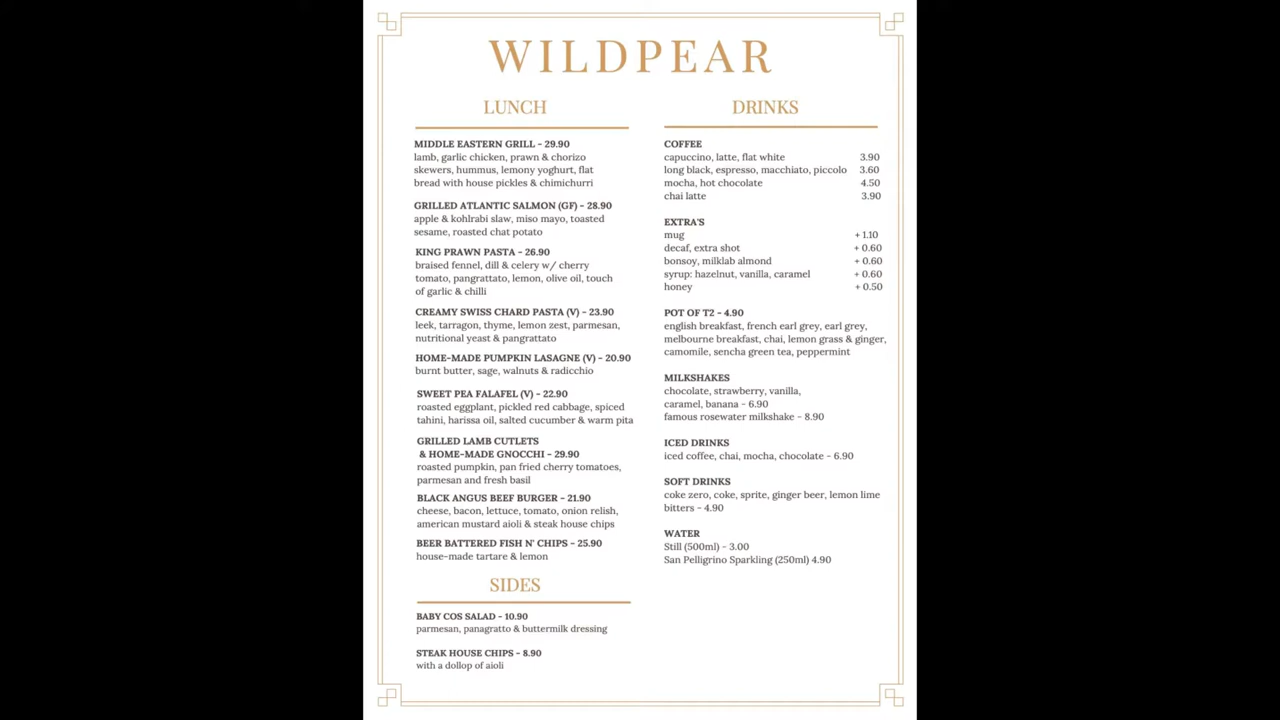 WILDPEAR
LUNCH
MIDDLE EASTERN GRILL - 29.90
lamb, garlic chicken, prawn & chorizo
skewers, hummus, lemony yoghurt, flat
bread with house pickles & chimichurri
GRILLED ATLANTIC SALMON (GF) - 28.90
apple & kohlrabi slaw, miso mayo, toasted
sesame, roasted chat potato
KING PRAWN PASTA - 26.90
braised fennel, dill & celery w/ cherry
tomato, pangrattato, lemon, olive oil, touch
of garlic & chilli
CREAMY SWISS CHARD PASTA (V) - 23.90
leek, tarragon, thyme, lemon zest, parmesan,
nutritional yeast & pangrattato
HOME-MADE PUMPKIN LASAGNE (V) - 20.90
burnt butter, sage, walnuts & radicchio
SWEET PEA FALAFEL (V) - 22.90
roasted eggplant, pickled red cabbage, spiced
tahini, harissa oil, salted cucumber & warm pita
GRILLED LAMB CUTLETS
& HOME-MADE GNOCCHI - 29.90
roasted pumpkin, pan fried cherry tomatoes,
parmesan and fresh basil
BLACK ANGUS BEEF BURGER - 21.90
cheese, bacon, lettuce, tomato, onion relish,
american mustard aioli & steak house chips
BEER BATTERED FISH N' CHIPS - 25.90
house-made tartare & lemon
SIDES
BABY COS SALAD - 10.90
parmesan, panagratto & buttermilk dressing
STEAK HOUSE CHIPS - 8.90
with a dollop of aioli
DRINKS
COFFEE
capuccino, latte, flat white 3.90
long black, espresso, macchiato, piccolo 3.60
mocha, hot chocolate 4.50
chai latte 3.90
EXTRA'S
mug + 1.10
decaf, extra shot + 0.60
bonsoy, milklab almond + 0.60
syrup: hazelnut, vanilla, caramel + 0.60
honey + 0.50
POT OF T2 - 4.90
english breakfast, french earl grey, earl grey,
melbourne breakfast, chai, lemon grass & ginger,
camomile, sencha green tea, peppermint
MILKSHAKES
chocolate, strawberry, vanilla,
caramel, banana - 6.90
famous rosewater milkshake - 8.90
ICED DRINKS
iced coffee, chai, mocha, chocolate - 6.90
SOFT DRINKS
coke zero, coke, sprite, ginger beer, lemon lime
bitters - 4.90
WATER
Still (500ml) - 3.00
San Pelligrino Sparkling (250ml) 4.90